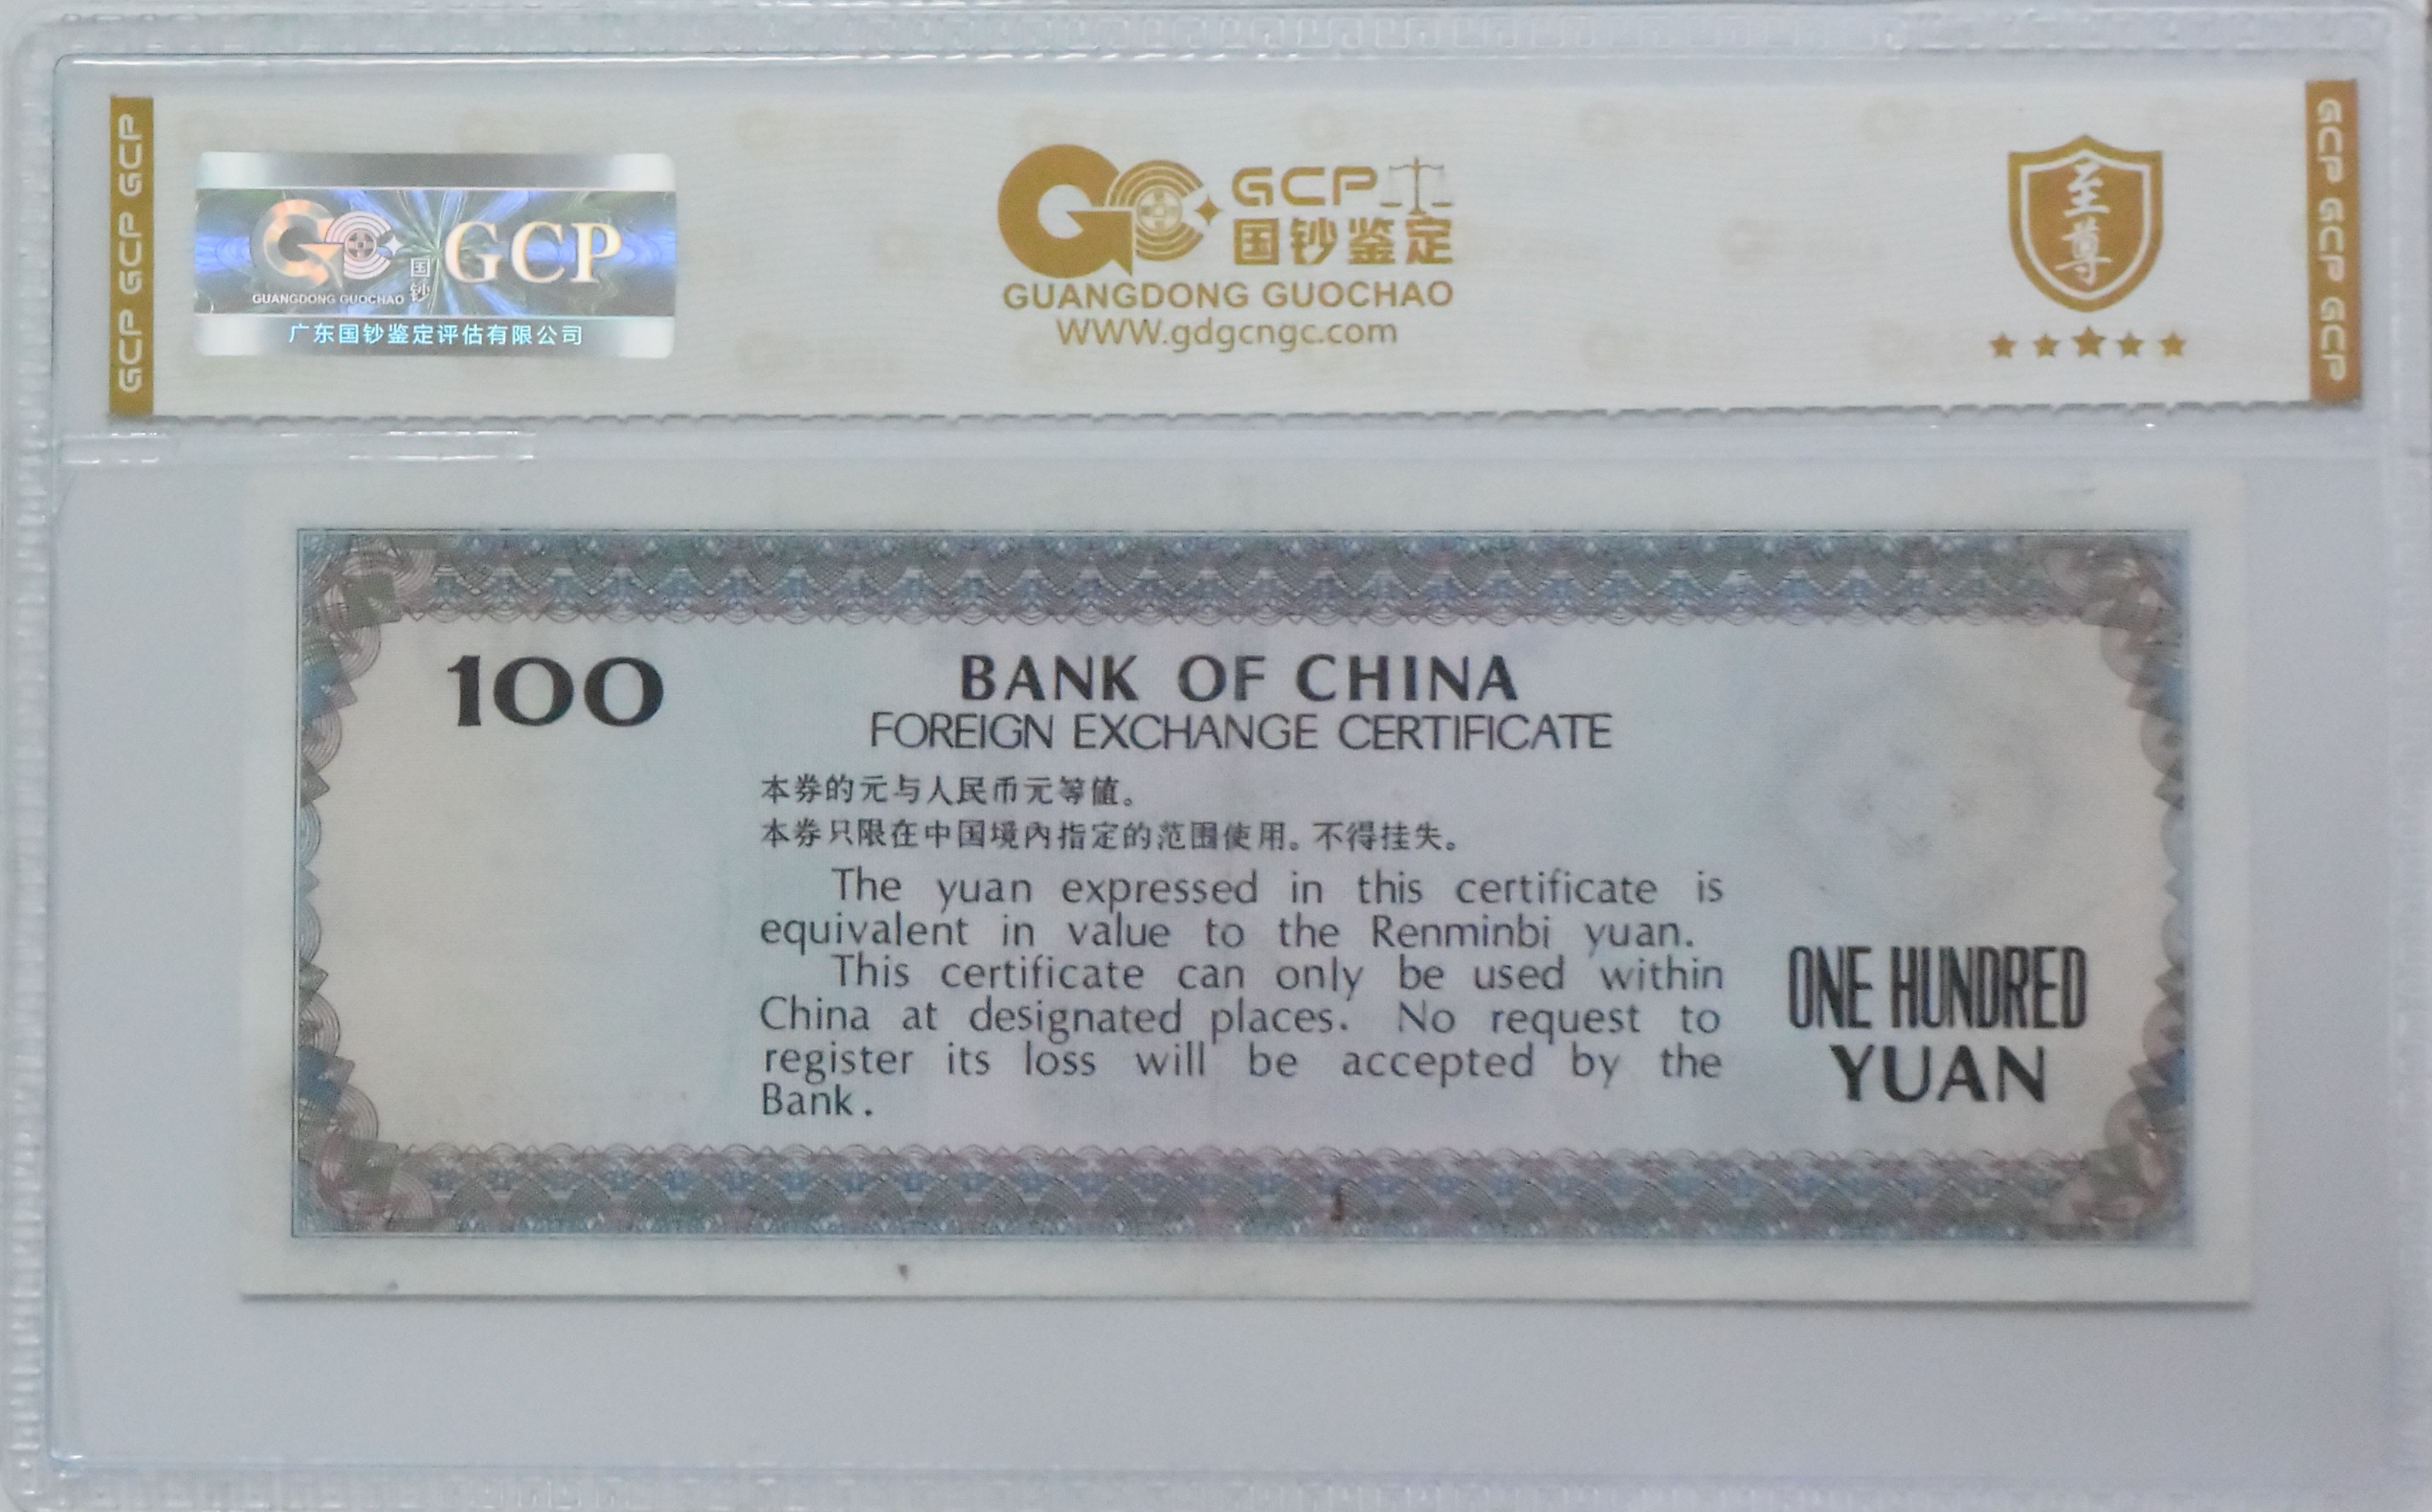 GCP GCP GCP
GCP
国钞
GUANGDONG GUOCHAO
广东国钞鉴定评估有限公司
GCP
国钞鉴定
GUANGDONG GUOCHAO
WWW.gdgcngc.com
至尊
GCP GCP GCP
100
BANK OF CHINA
FOREIGN EXCHANGE CERTIFICATE
本券的元与人民币元等值。
本券只限在中国境内指定的范围使用。不得挂失。
The yuan expressed in this certificate is
equivalent in value to the Renminbi yuan.
This certificate can only be used within
China at designated places. No request to
register its loss will be accepted by the
Bank.
ONE HUNDRED
YUAN